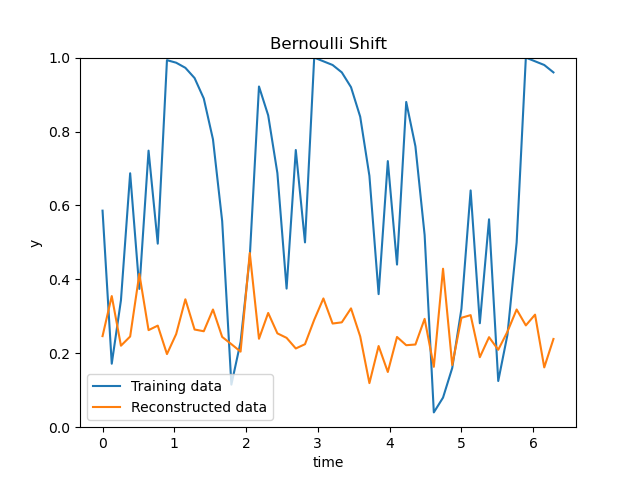 Bernoulli Shift
y
1.0
0.8
0.6
0.4
0.2
0.0
Training data
Reconstructed data
0 1 2 3 4 5 6
time